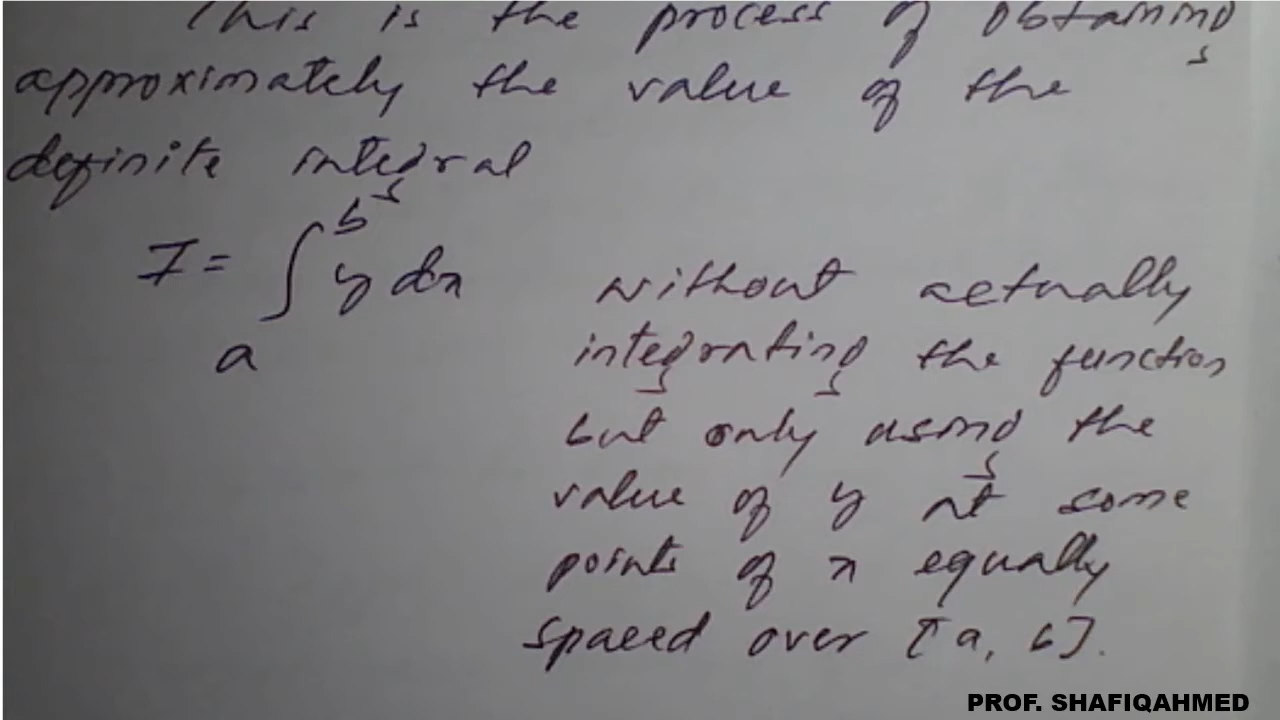 This is the process of obtaining
approximately the value of the
definite integral
I = ∫ₐᵇ y dx
without actually
integrating the function
but only using the
value of y at some
points of x equally
spaced over [a, b].
PROF. SHAFIQAHMED